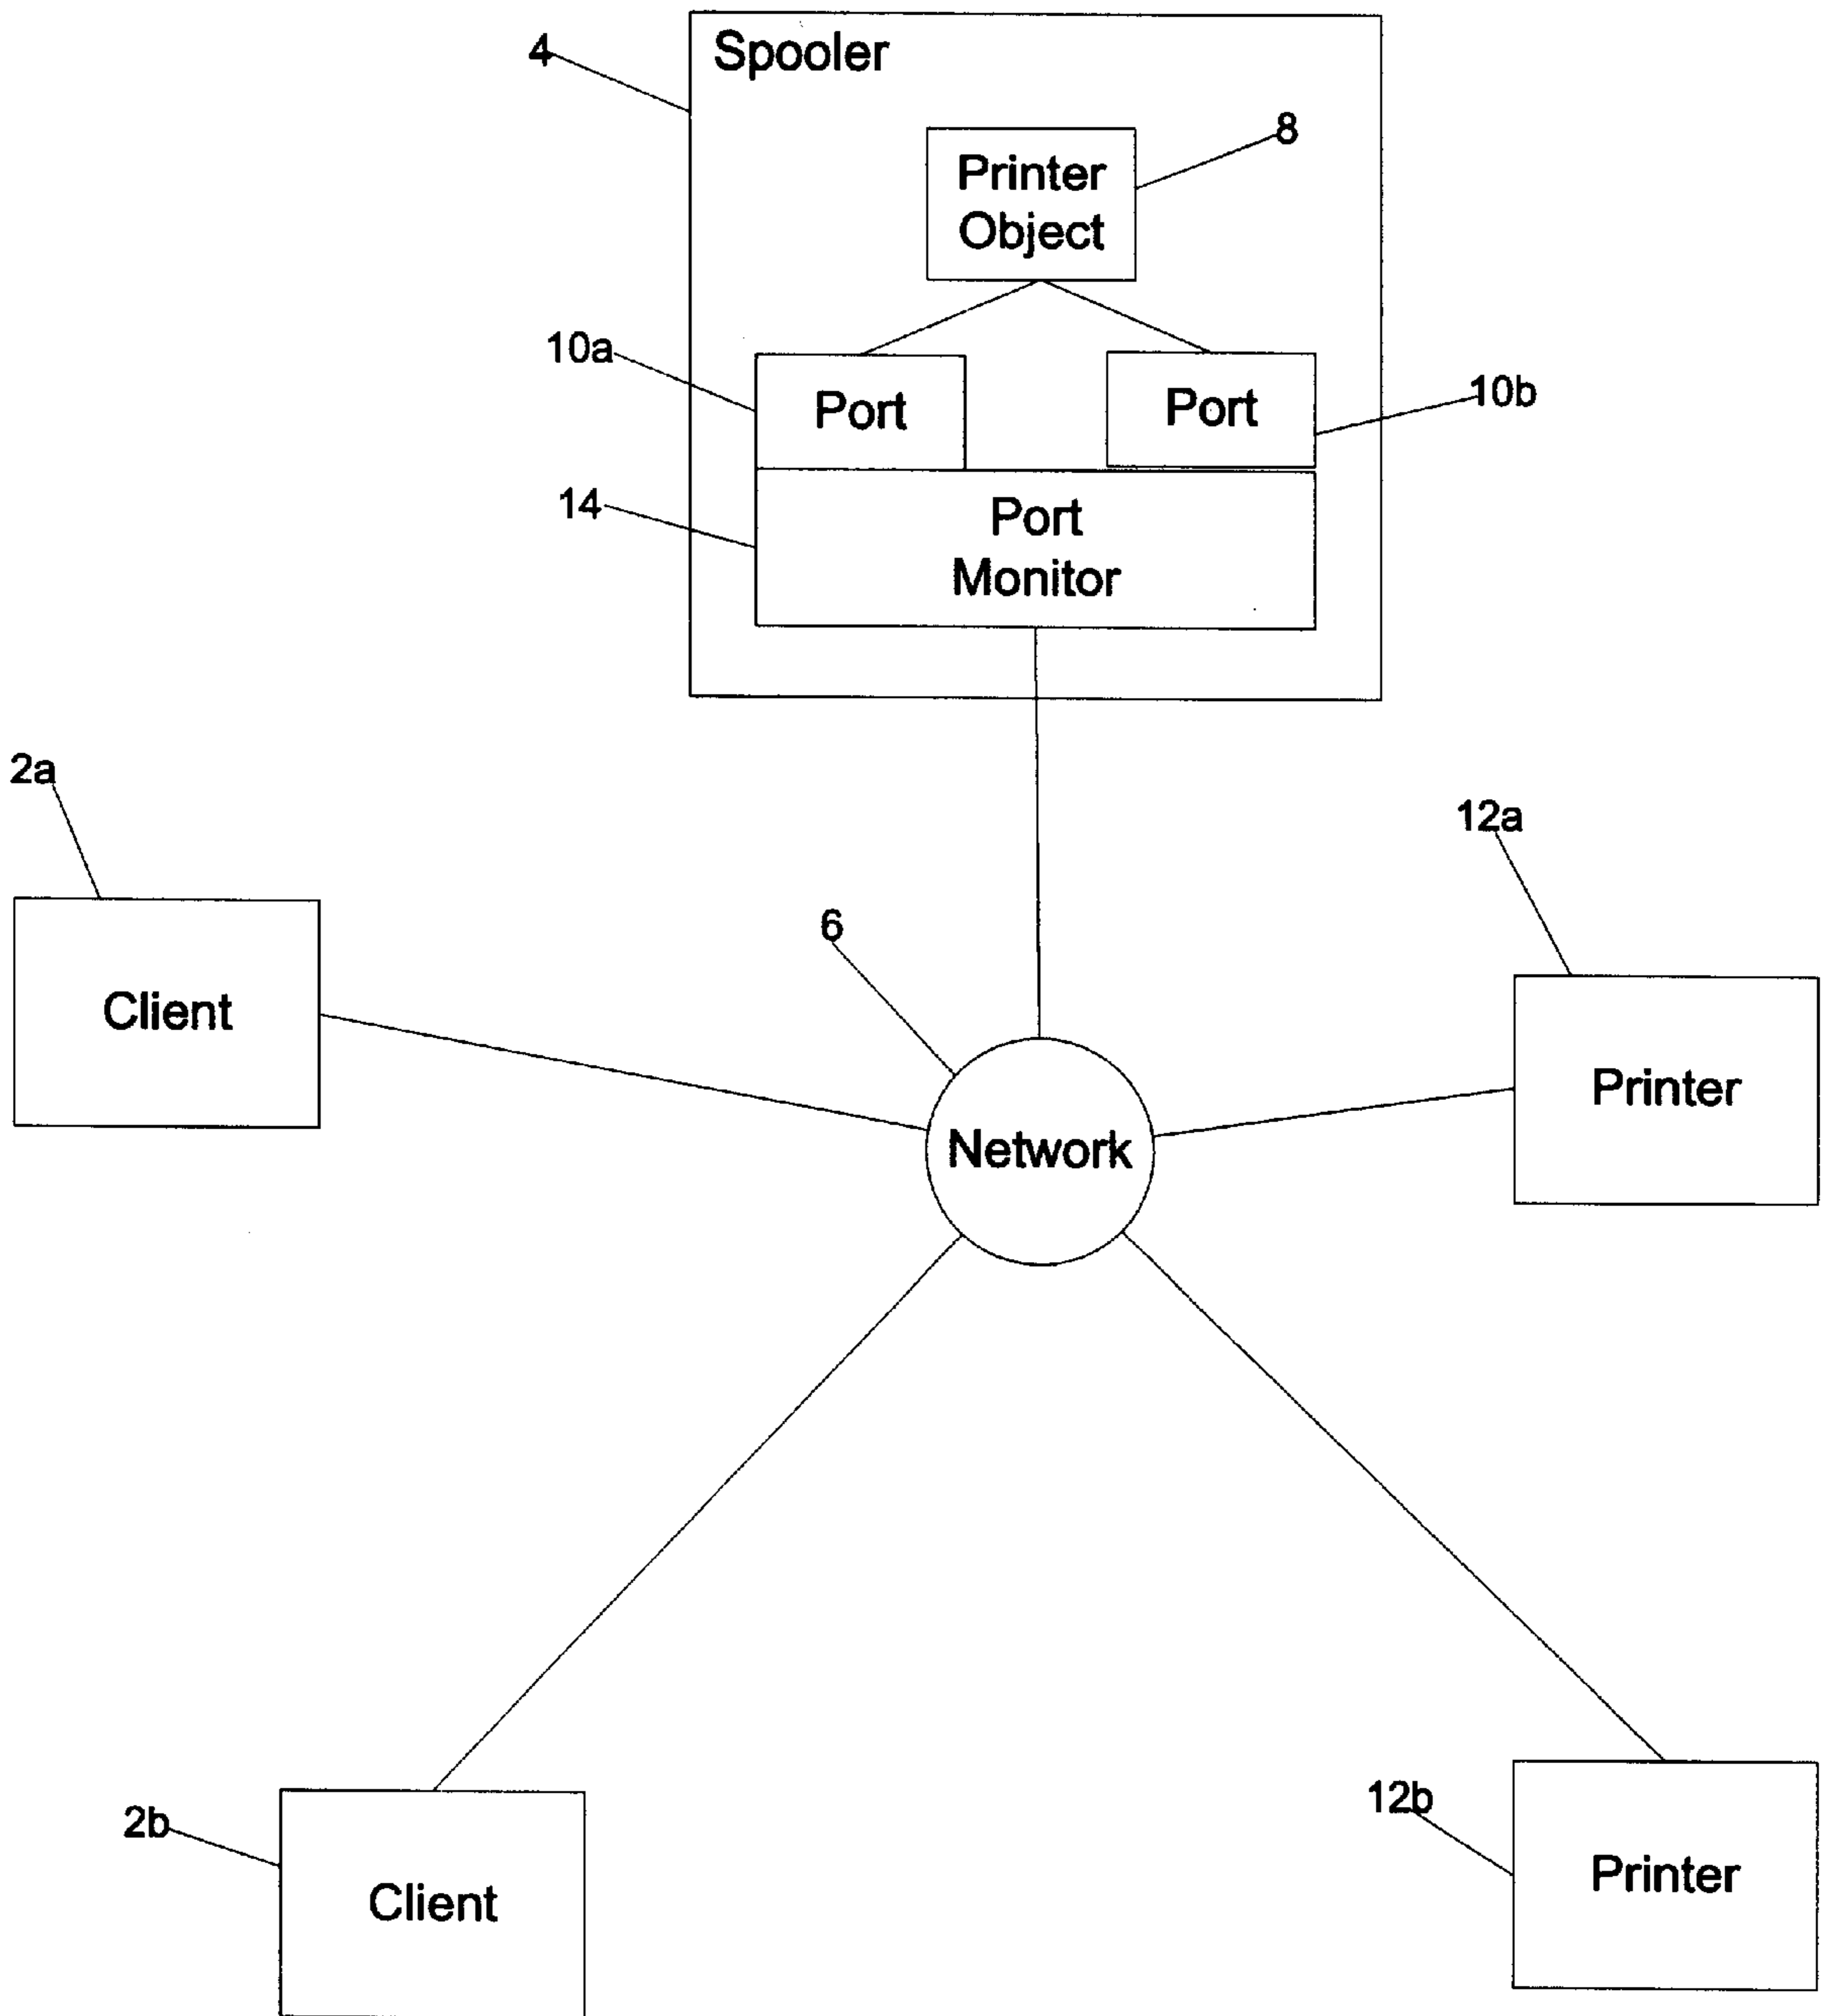 4
Spooler
8
Printer
Object
10a
Port
Port
10b
14
Port
Monitor
2a
12a
6
Client
Printer
Network
2b
12b
Client
Printer